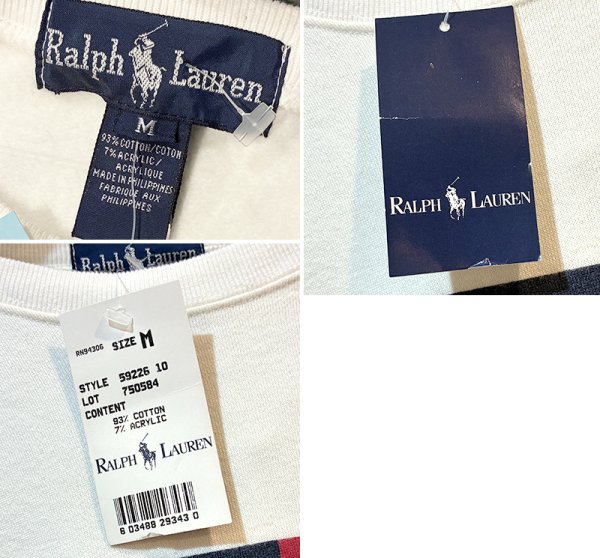 Ralph Lauren
M
93% COTTON/COTON
7% ACRYLIC/
ACRYLIQUE
MADE IN PHILIPPINES
FABRIQUE AUX
PHILIPPINES
RALPH LAUREN
Ralph Lauren
RN94306 SIZE M
STYLE 59226 10
LOT 750584
CONTENT
93% COTTON
7% ACRYLIC
RALPH LAUREN
6 03488 29343 0